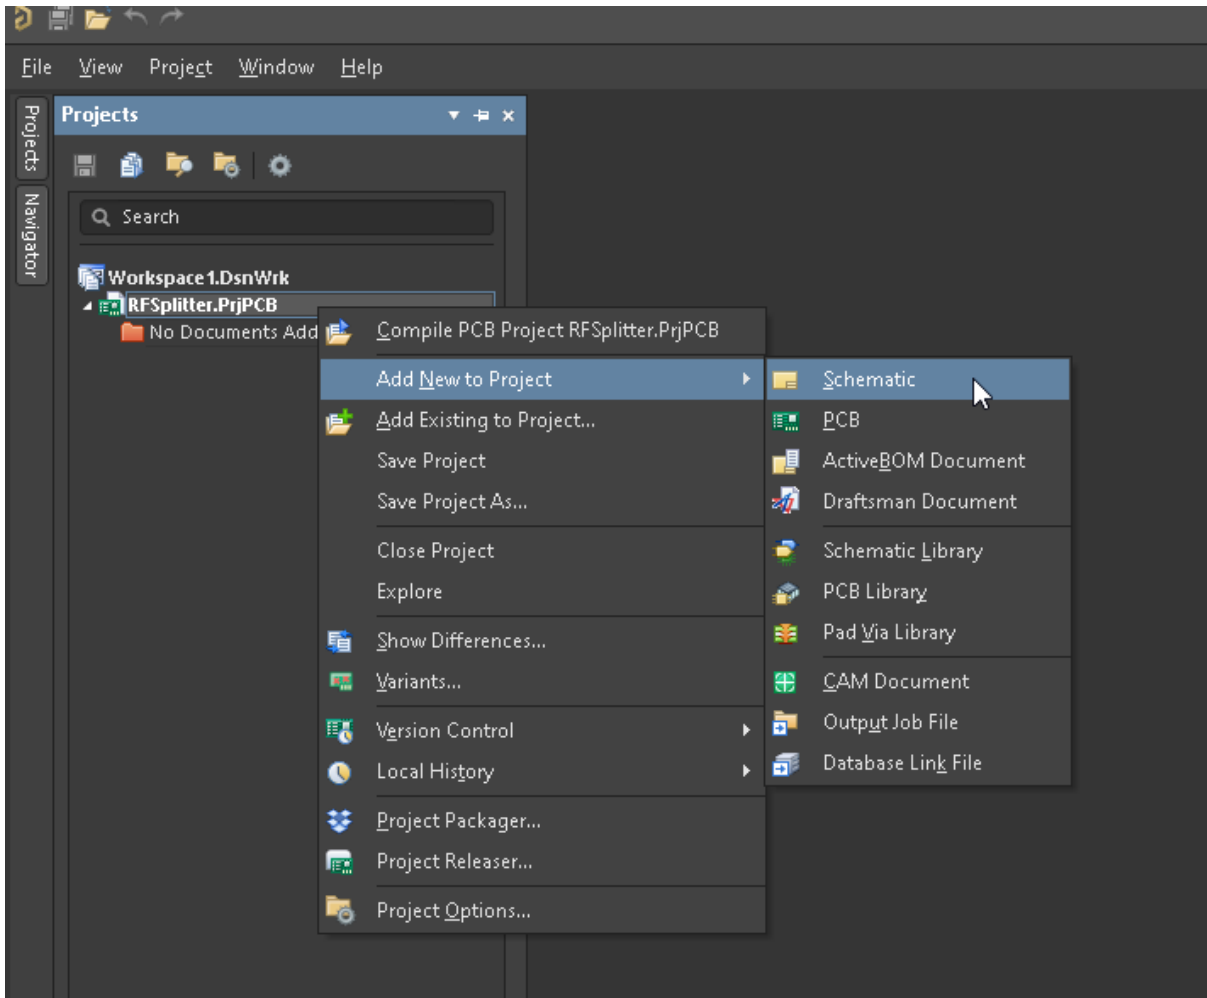 File View Project Window Help
Projects
Projects
Navigator
Search
Workspace1.DsnWrk
RFSplitter.PrjPCB
No Documents Add
Compile PCB Project RFSplitter.PrjPCB
Add New to Project
Add Existing to Project...
Save Project
Save Project As...
Close Project
Explore
Show Differences...
Variants...
Version Control
Local History
Project Packager...
Project Releaser...
Project Options...
Schematic
PCB
ActiveBOM Document
Draftsman Document
Schematic Library
PCB Library
Pad Via Library
CAM Document
Output Job File
Database Link File